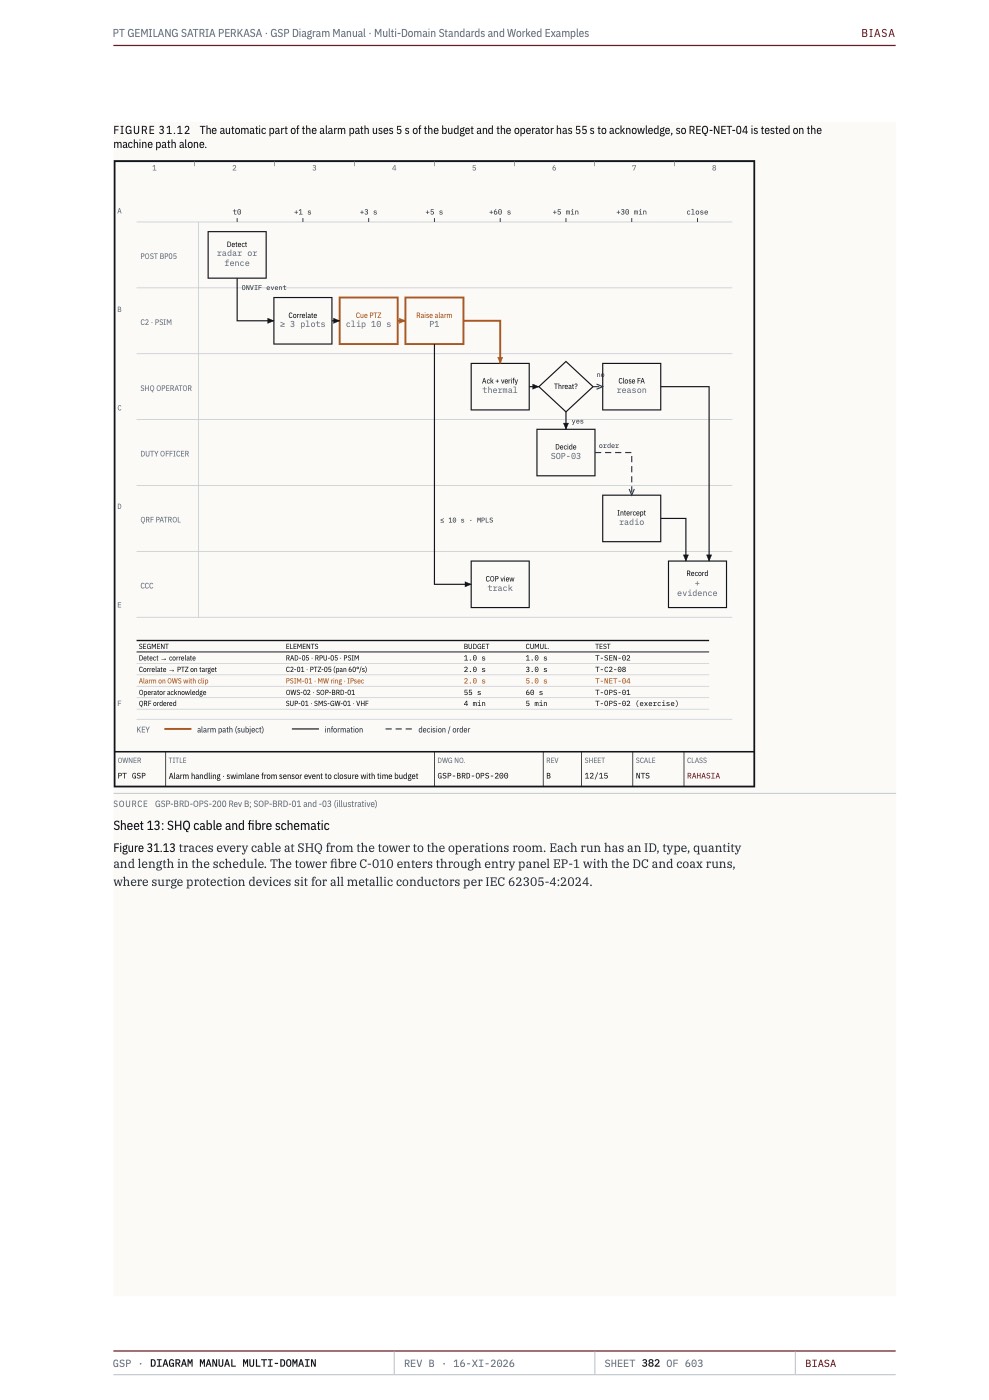 PT GEMILANG SATRIA PERKASA · GSP Diagram Manual · Multi-Domain Standards and Worked Examples BIASA
FIGURE 31.12 The automatic part of the alarm path uses 5 s of the budget and the operator has 55 s to acknowledge, so REQ-NET-04 is tested on the
machine path alone.
1 2 3 4 5 6 7 8
A t0 +1 s +3 s +5 s +60 s +5 min +30 min close
POST BP05
Detect
radar or
fence
ONVIF event
B
C2 · PSIM
Correlate
≥ 3 plots
Cue PTZ
clip 10 s
Raise alarm
P1
SHQ OPERATOR
Ack + verify
thermal
Threat?
no
Close FA
reason
C
yes
DUTY OFFICER
Decide
SOP-03
order
D
QRF PATROL
≤ 10 s · MPLS
Intercept
radio
CCC
COP view
track
Record
+
evidence
E
SEGMENT ELEMENTS BUDGET CUMUL. TEST
Detect → correlate RAD-05 · RPU-05 · PSIM 1.0 s 1.0 s T-SEN-02
Correlate → PTZ on target C2-01 · PTZ-05 (pan 60°/s) 2.0 s 3.0 s T-C2-08
Alarm on OWS with clip PSIM-01 · MW ring · IPsec 2.0 s 5.0 s T-NET-04
Operator acknowledge OWS-02 · SOP-BRD-01 55 s 60 s T-OPS-01
F QRF ordered SUP-01 · SMS-GW-01 · VHF 4 min 5 min T-OPS-02 (exercise)
KEY alarm path (subject) information decision / order
OWNER TITLE DWG NO. REV SHEET SCALE CLASS
PT GSP Alarm handling · swimlane from sensor event to closure with time budget GSP-BRD-OPS-200 B 12/15 NTS RAHASIA
SOURCE GSP-BRD-OPS-200 Rev B; SOP-BRD-01 and -03 (illustrative)
Sheet 13: SHQ cable and fibre schematic
Figure 31.13 traces every cable at SHQ from the tower to the operations room. Each run has an ID, type, quantity
and length in the schedule. The tower fibre C-010 enters through entry panel EP-1 with the DC and coax runs,
where surge protection devices sit for all metallic conductors per IEC 62305-4:2024.
GSP · DIAGRAM MANUAL MULTI-DOMAIN REV B · 16-XI-2026 SHEET 382 OF 603 BIASA